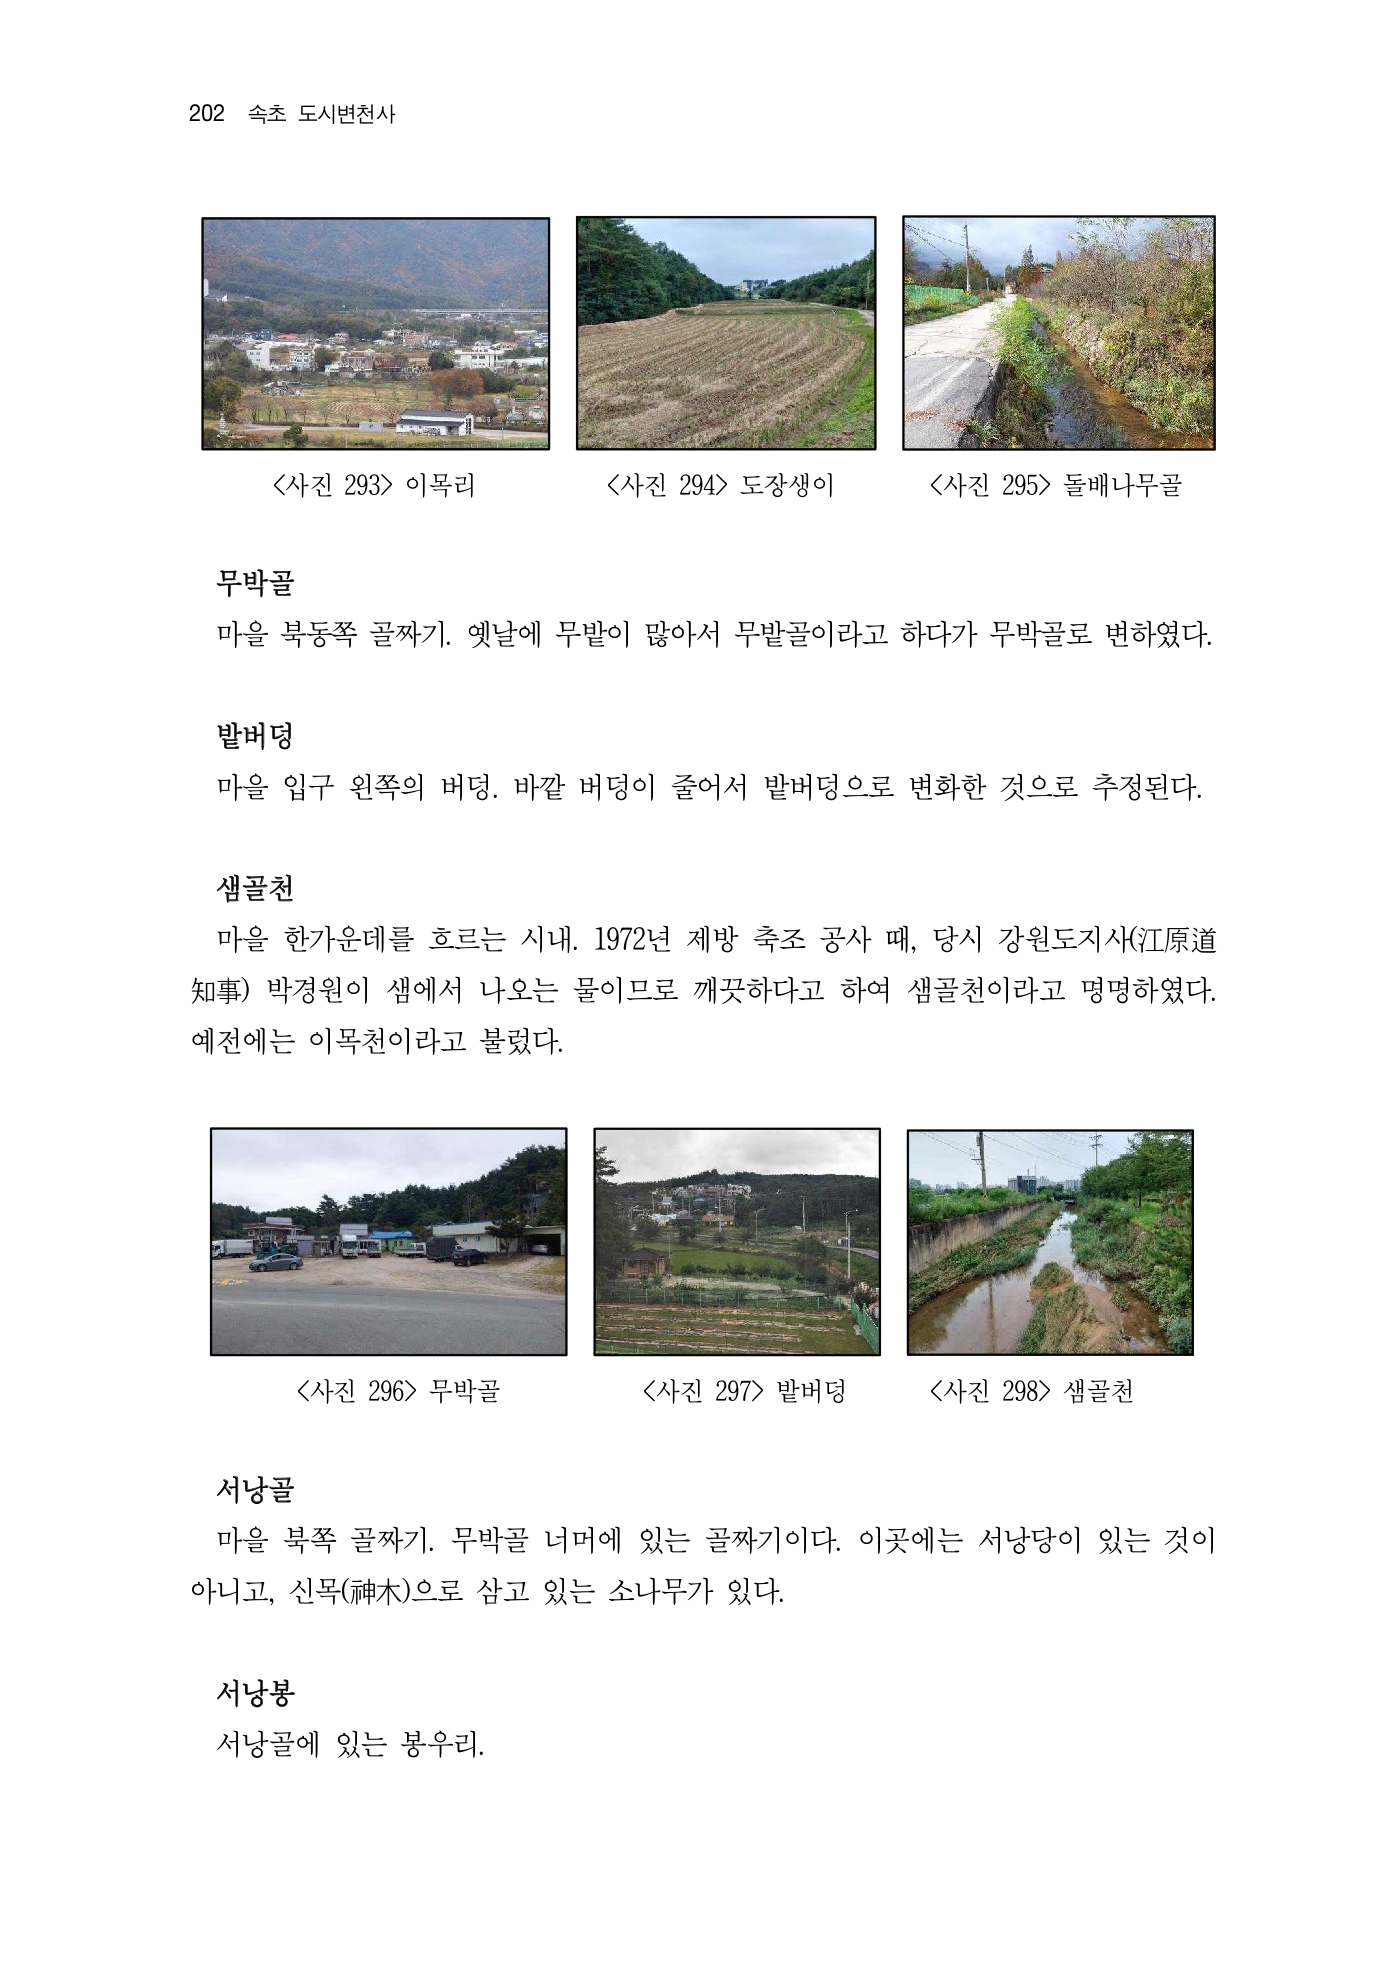 202 속초 도시변천사
<사진 293> 이목리
<사진 294> 도장생이
<사진 295> 돌배나무골
무박골
마을 북동쪽 골짜기. 옛날에 무밭이 많아서 무밭골이라고 하다가 무박골로 변하였다.
밭버덩
마을 입구 왼쪽의 버덩. 바깥 버덩이 줄어서 밭버덩으로 변화한 것으로 추정된다.
샘골천
마을 한가운데를 흐르는 시내. 1972년 제방 축조 공사 때, 당시 강원도지사(江原道
知事) 박경원이 샘에서 나오는 물이므로 깨끗하다고 하여 샘골천이라고 명명하였다.
예전에는 이목천이라고 불렀다.
<사진 296> 무박골
<사진 297> 밭버덩
<사진 298> 샘골천
서낭골
마을 북쪽 골짜기. 무박골 너머에 있는 골짜기이다. 이곳에는 서낭당이 있는 것이
아니고, 신목(神木)으로 삼고 있는 소나무가 있다.
서낭봉
서낭골에 있는 봉우리.